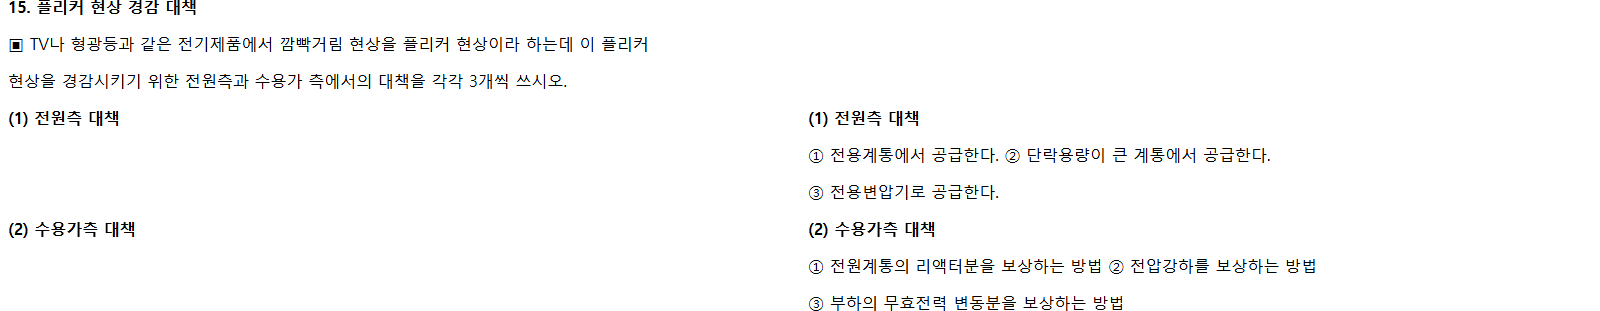 15. 플리커 현상 경감 대책
▣ TV나 형광등과 같은 전기제품에서 깜빡거림 현상을 플리커 현상이라 하는데 이 플리커
현상을 경감시키기 위한 전원측과 수용가 측에서의 대책을 각각 3개씩 쓰시오.
(1) 전원측 대책
(2) 수용가측 대책
(1) 전원측 대책
① 전용계통에서 공급한다. ② 단락용량이 큰 계통에서 공급한다.
③ 전용변압기로 공급한다.
(2) 수용가측 대책
① 전원계통의 리액터분을 보상하는 방법 ② 전압강하를 보상하는 방법
③ 부하의 무효전력 변동분을 보상하는 방법